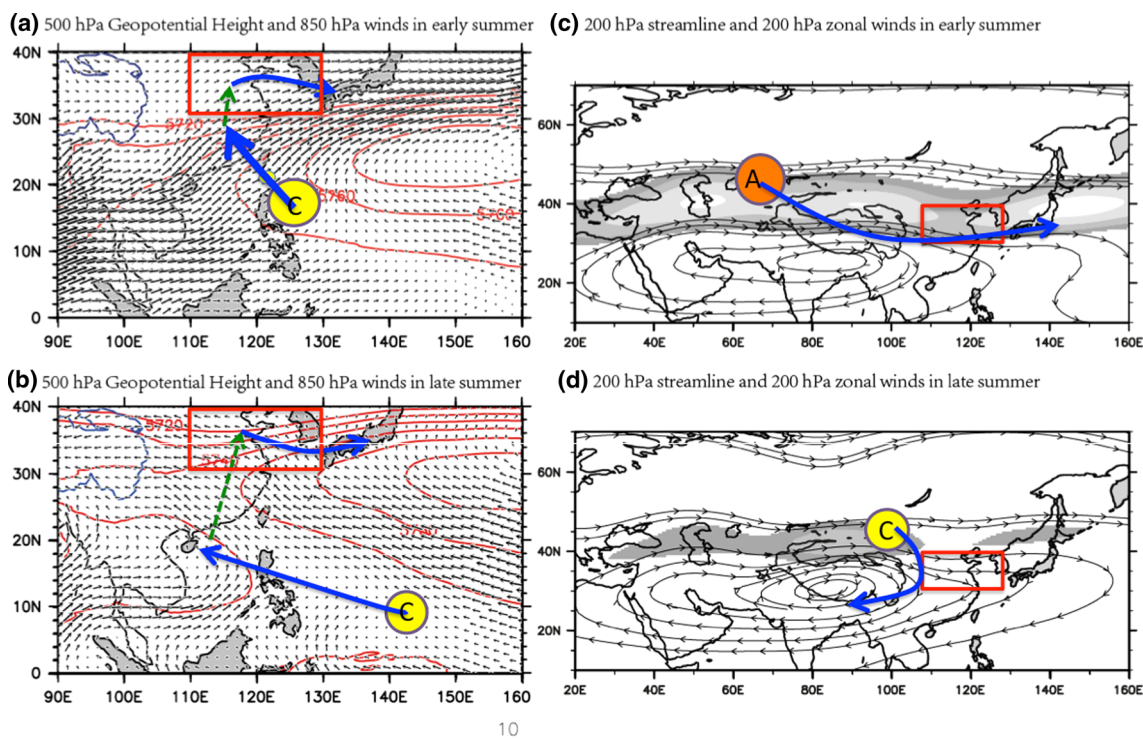 (a) 500 hPa Geopotential Height and 850 hPa winds in early summer
40N
30N
20N
10N
0
5720
5760
5760
C
90E 100E 110E 120E 130E 140E 150E 160E
(b) 500 hPa Geopotential Height and 850 hPa winds in late summer
40N
30N
20N
10N
0
5720
C
90E 100E 110E 120E 130E 140E 150E 160
(c) 200 hPa streamline and 200 hPa zonal winds in early summer
60N
40N
20N
A
20E 40E 60E 80E 100E 120E 140E 160E
(d) 200 hPa streamline and 200 hPa zonal winds in late summer
60N
40N
20N
C
20E 40E 60E 80E 100E 120E 140E 160E
10